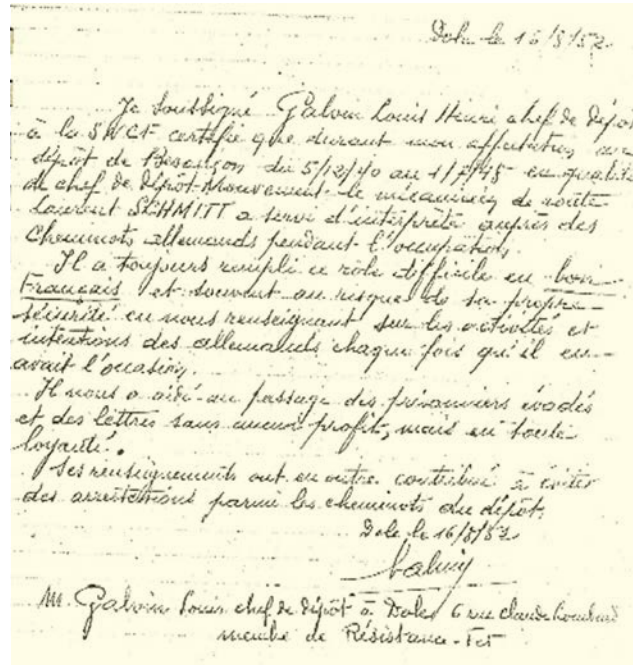 Dole le 16/8/52
Je soussigné Galvin Louis Henri chef de Dépôt
à la SNCF certifie que durant mon affectation au
dépôt de Besançon du 5/12/40 au 1/7/45 en qualité
de chef de Dépôt-Mouvement le mécanicien de route
Laurent SCHMITT a servi d'interprète auprès des
Cheminots allemands pendant l'occupation,
Il a toujours rempli ce rôle difficile en bon
Français et souvent au risque de sa propre
sécurité en nous renseignant sur les activités et
intentions des allemands chaque fois qu'il en
avait l'occasion.
Il nous a aidé au passage des prisonniers évadés
et des lettres sans aucun profit, mais en toute
loyauté.
Ses renseignements ont en outre contribué à éviter
des arrestations parmi les cheminots du dépôt.
Dole le 16/8/52
Galvin
M. Galvin Louis chef de dépôt à Dole 6 rue Claude
membre de Résistance-Fer